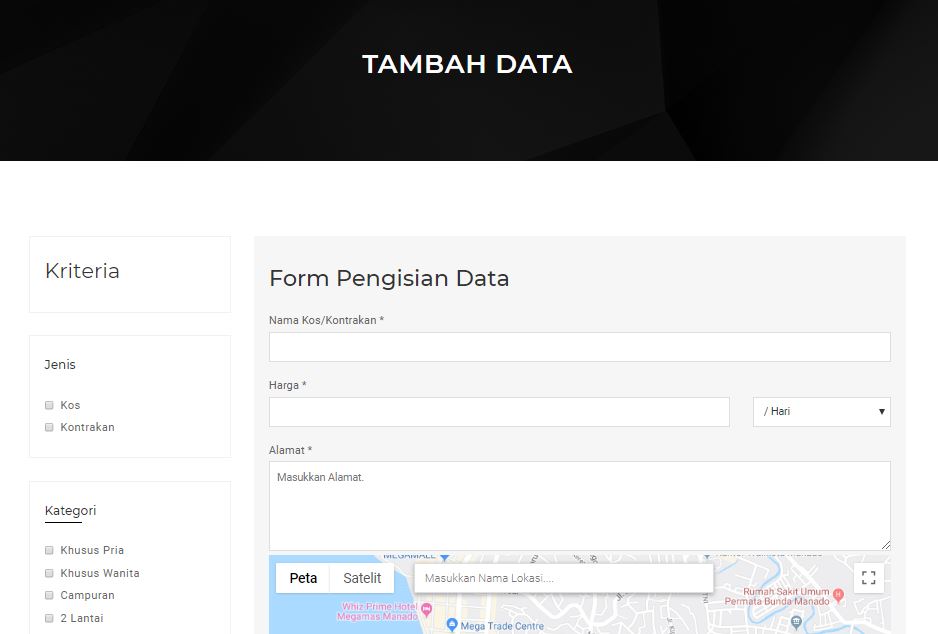 TAMBAH DATA
Kriteria
Jenis
Kos
Kontrakan
Kategori
Khusus Pria
Khusus Wanita
Campuran
2 Lantai
Form Pengisian Data
Nama Kos/Kontrakan *
Harga *
/ Hari
Alamat *
Masukkan Alamat.
MEGAMALL
Peta
Satelit
Masukkan Nama Lokasi....
Whiz Prime Hotel
Megamas Manado
Mega Trade Centre
Rumah Sakit Umum
Permata Bunda Manado